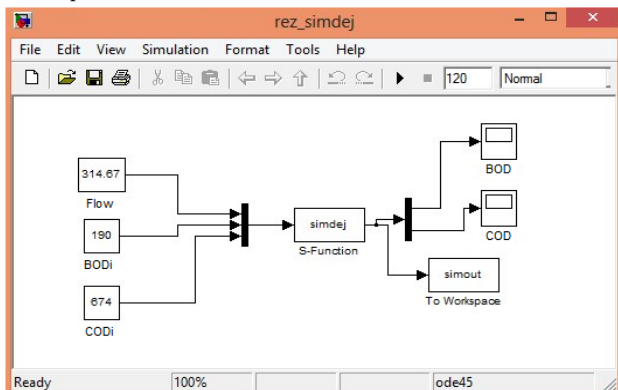 rez_simdej
File Edit View Simulation Format Tools Help
120 Normal
314.67
Flow
190
BODi
674
CODi
simdej
S-Function
BOD
COD
simout
To Workspace
Ready 100% ode45